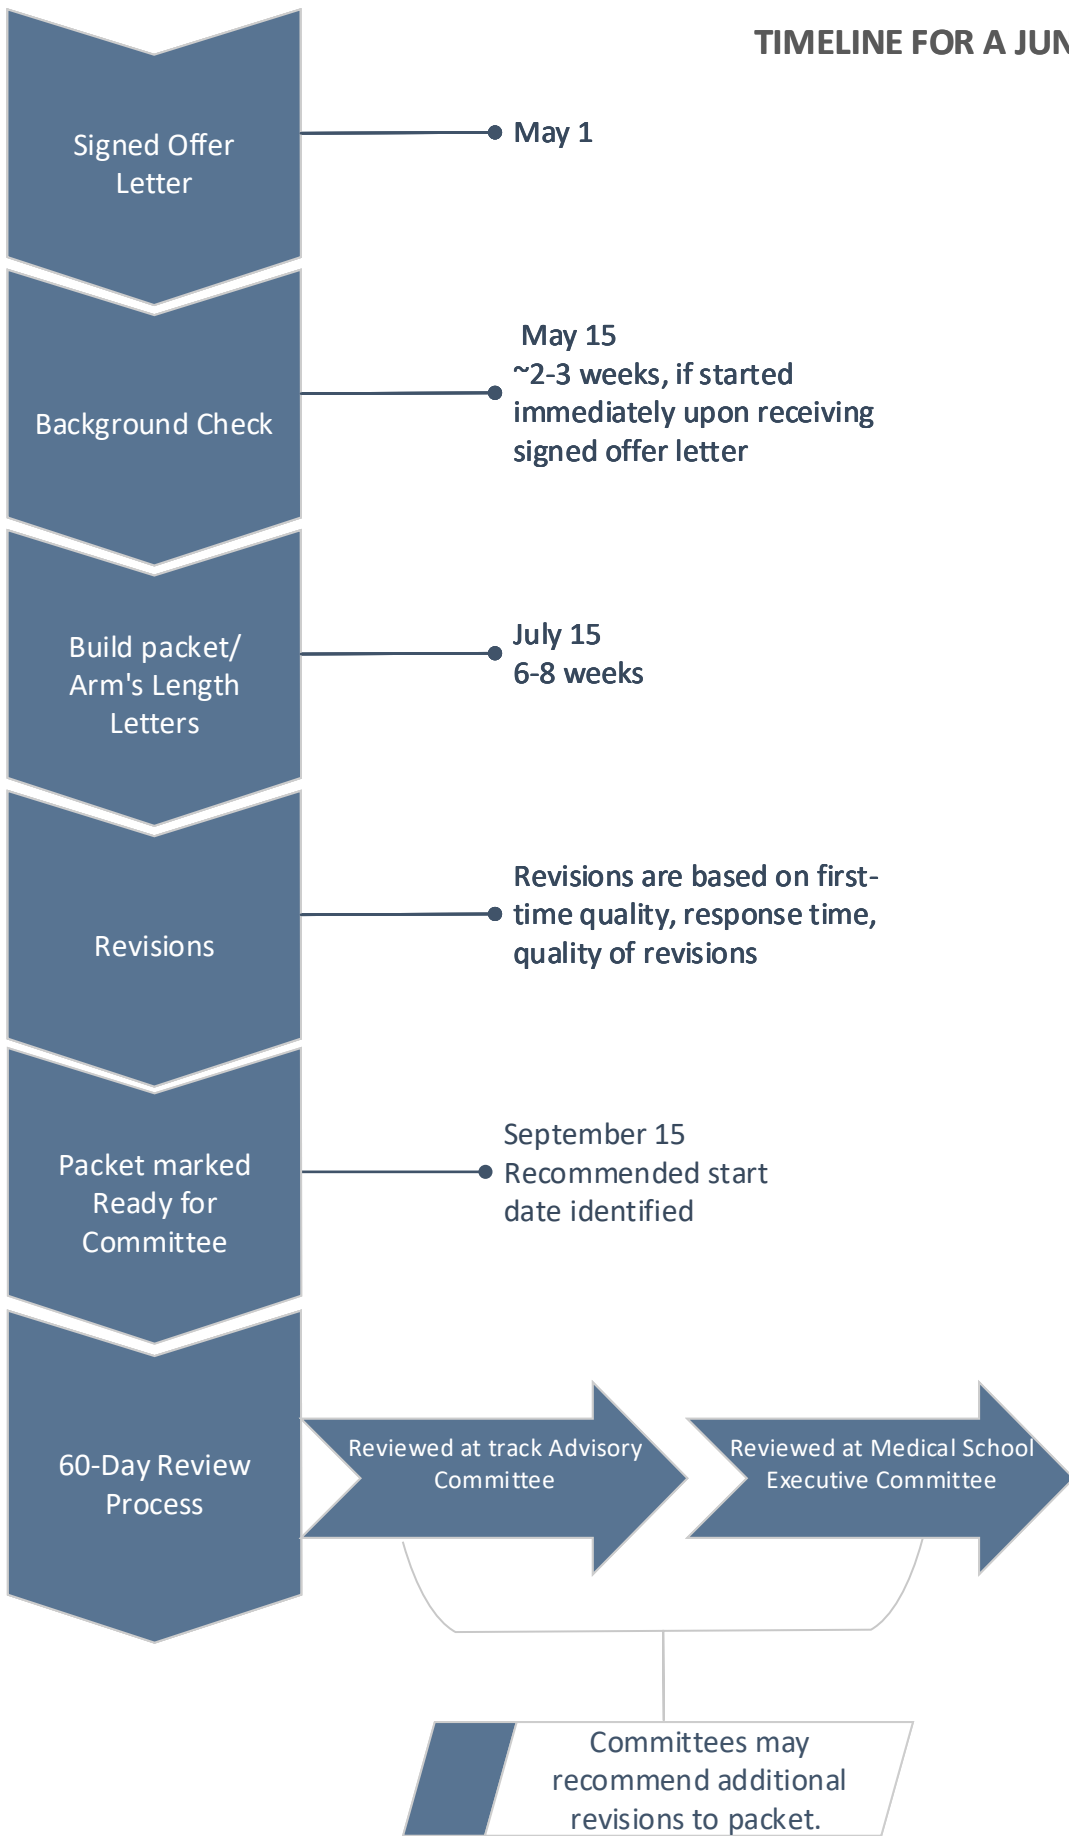 TIMELINE FOR A JUN
Signed Offer
Letter
May 1
Background Check
May 15
~2-3 weeks, if started
immediately upon receiving
signed offer letter
Build packet/
Arm's Length
Letters
July 15
6-8 weeks
Revisions
Revisions are based on first-
time quality, response time,
quality of revisions
Packet marked
Ready for
Committee
September 15
Recommended start
date identified
60-Day Review
Process
Reviewed at track Advisory
Committee
Reviewed at Medical School
Executive Committee
Committees may
recommend additional
revisions to packet.